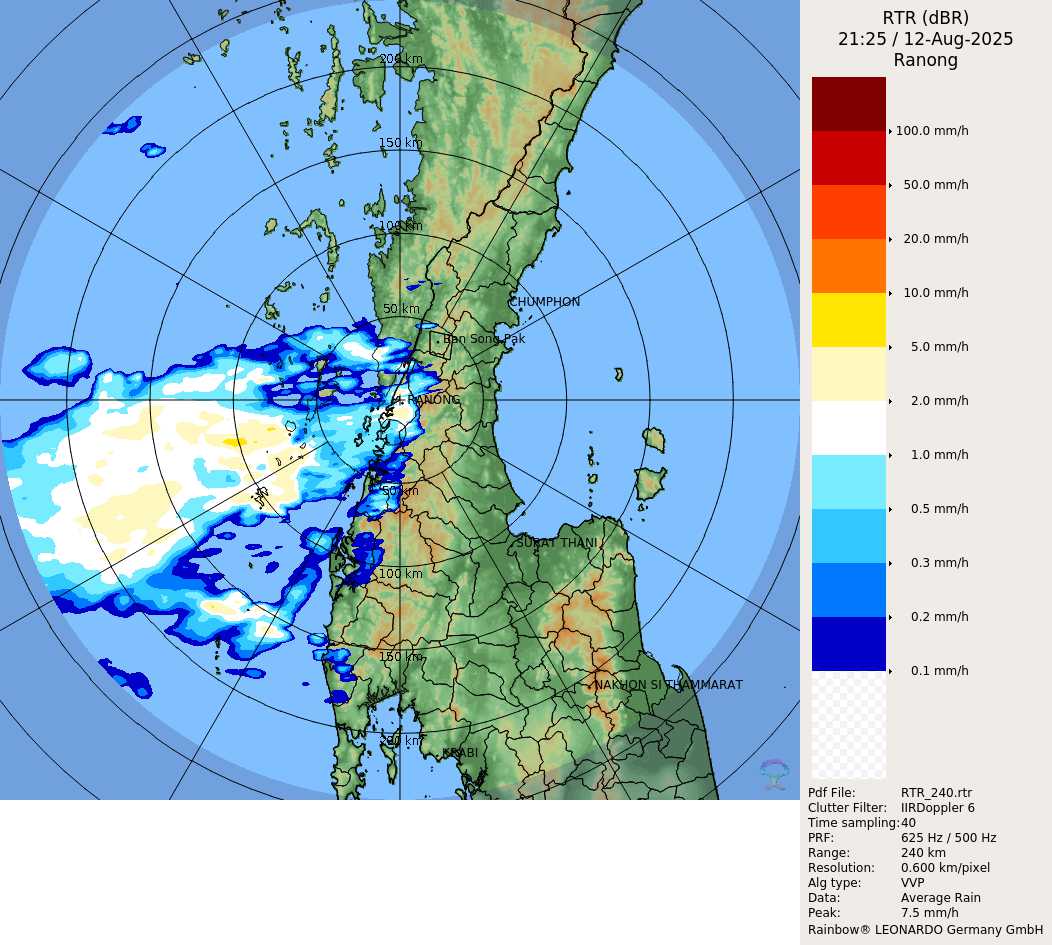 RTR (dBR)
21:25 / 12-Aug-2025
Ranong
200 km
150 km
100 km
50 km
CHUMPHON
Ban Song Pak
RANONG
50 km
SURAT THANI
100 km
150 km
NAKHON SI THAMMARAT
200 km
KRABI
100.0 mm/h
50.0 mm/h
20.0 mm/h
10.0 mm/h
5.0 mm/h
2.0 mm/h
1.0 mm/h
0.5 mm/h
0.3 mm/h
0.2 mm/h
0.1 mm/h
Pdf File: RTR_240.rtr
Clutter Filter: IIRDoppler 6
Time sampling:40
PRF: 625 Hz / 500 Hz
Range: 240 km
Resolution: 0.600 km/pixel
Alg type: VVP
Data: Average Rain
Peak: 7.5 mm/h
Rainbow® LEONARDO Germany GmbH